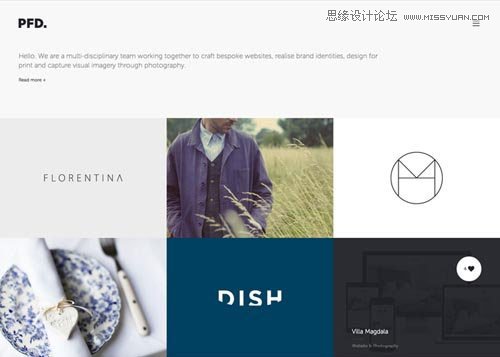 思缘设计论坛 WWW.MISSYUAN.COM
PFD.
Hello. We are a multi-disciplinary team working together to craft bespoke websites, realise brand identities, design for
print and capture visual imagery through photography.
Read more +
FLORENTINA
M
DISH
Villa Magdala
Website & Photography